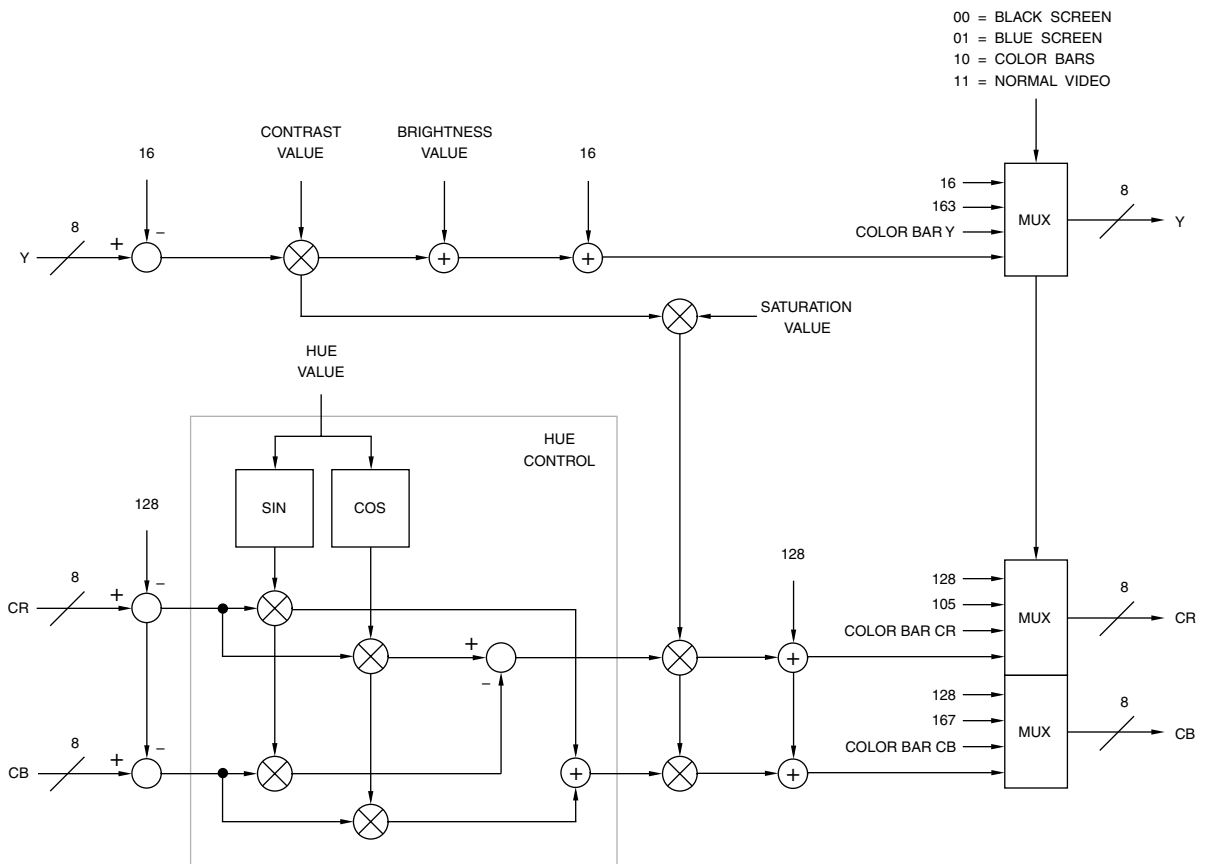 00 = BLACK SCREEN
01 = BLUE SCREEN
10 = COLOR BARS
11 = NORMAL VIDEO
CONTRAST
VALUE
BRIGHTNESS
VALUE
16
16
16
163
COLOR BAR Y
MUX
8
Y
8
Y
+
−
+
+
SATURATION
VALUE
HUE
VALUE
HUE
CONTROL
SIN
COS
128
128
8
CR
+
−
+
−
+
128
105
COLOR BAR CR
MUX
8
CR
8
CB
+
−
+
+
128
167
COLOR BAR CB
MUX
8
CB